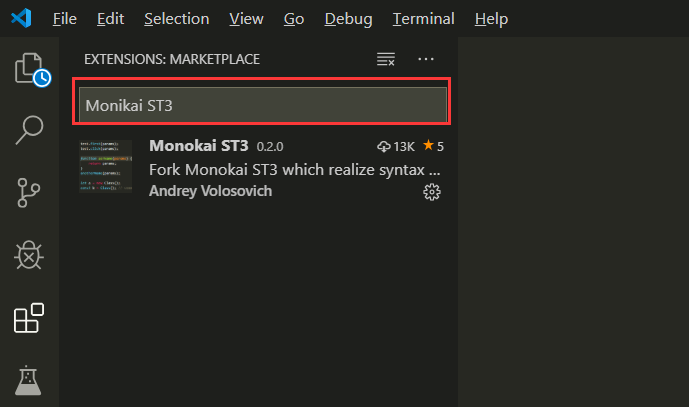 File Edit Selection View Go Debug Terminal Help
EXTENSIONS: MARKETPLACE
Monikai ST3
Monokai ST3 0.2.0 13K 5
Fork Monokai ST3 which realize syntax ...
Andrey Volosovich